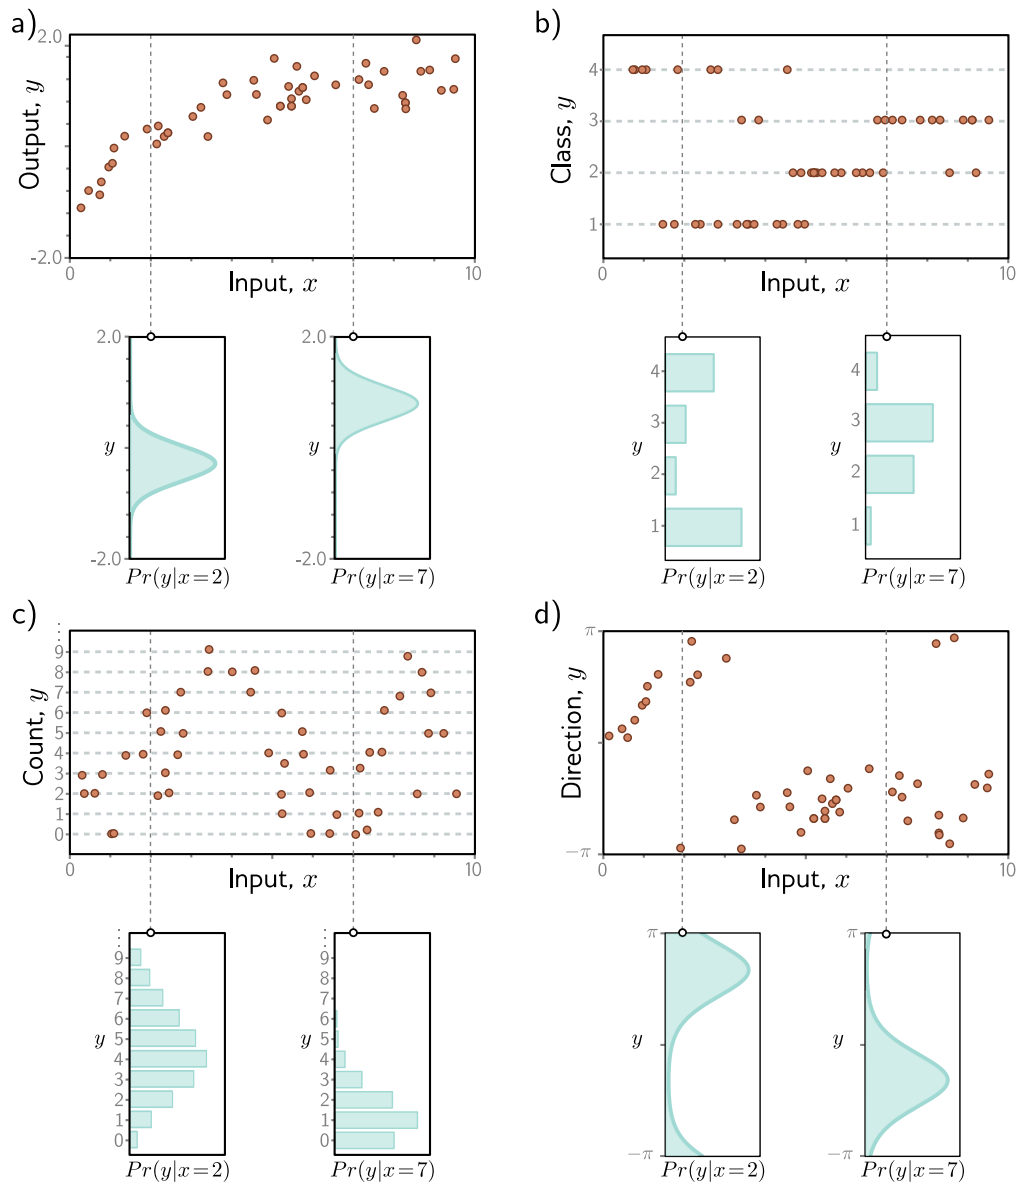 a)
2.0
Output, y
-2.0
0
Input, x
10
2.0
y
-2.0
Pr(y|x=2)
2.0
y
-2.0
Pr(y|x=7)
b)
4
3
2
1
Class, y
0
Input, x
10
4
3
y
2
1
Pr(y|x=2)
4
3
y
2
1
Pr(y|x=7)
c)
⋮
9
8
7
6
5
4
3
2
1
0
Count, y
0
Input, x
10
⋮
9
8
7
6
5
y
4
3
2
1
0
Pr(y|x=2)
⋮
9
8
7
6
5
y
4
3
2
1
0
Pr(y|x=7)
d)
π
Direction, y
−π
0
Input, x
10
π
y
−π
Pr(y|x=2)
π
y
−π
Pr(y|x=7)